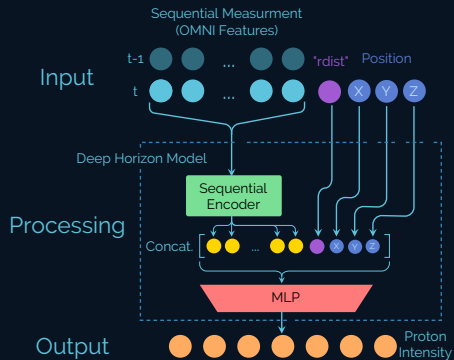 Sequential Measurment
(OMNI Features)
t-1
...
"rdist"
Position
Input
t
...
X Y Z
Deep Horizon Model
Sequential
Encoder
Processing
Concat.
...
X Y Z
MLP
Output
Proton
Intensity